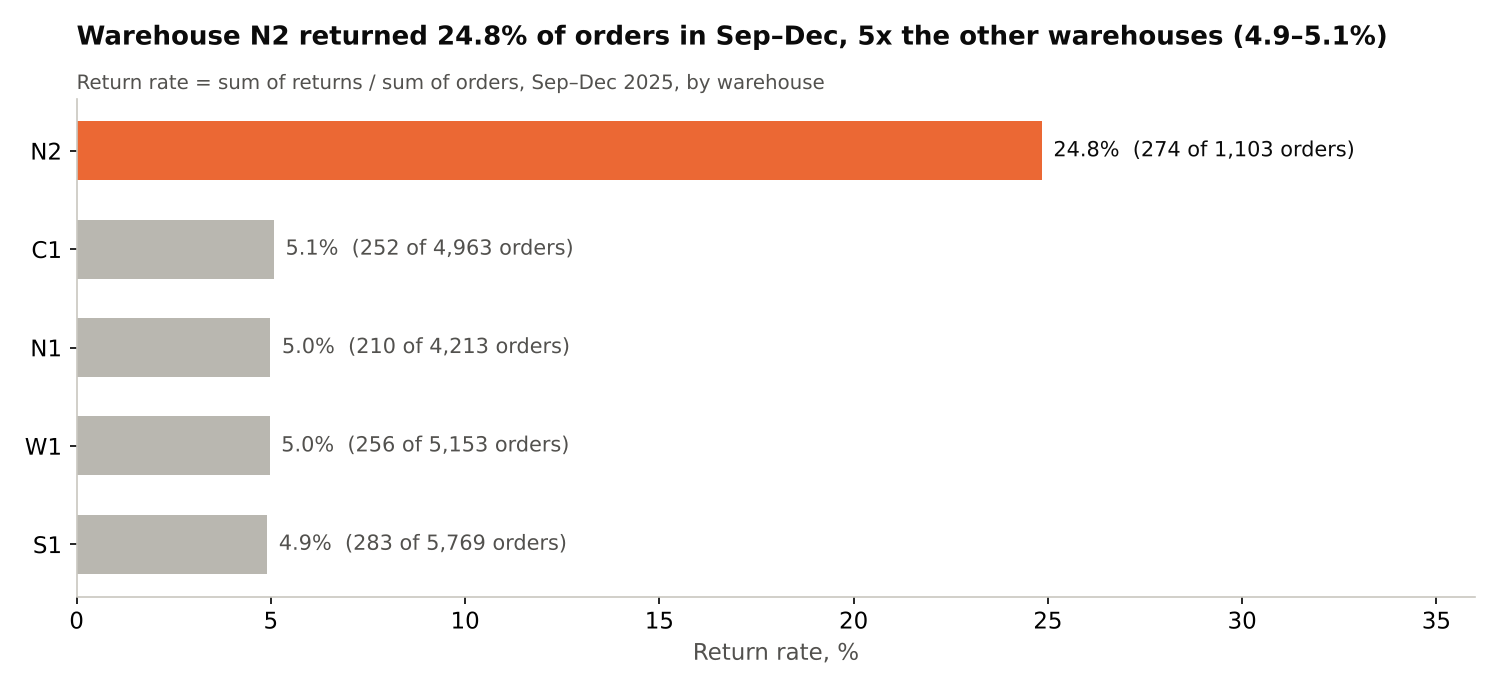 Warehouse N2 returned 24.8% of orders in Sep–Dec, 5x the other warehouses (4.9–5.1%)
Return rate = sum of returns / sum of orders, Sep–Dec 2025, by warehouse
N2 24.8% (274 of 1,103 orders)
C1 5.1% (252 of 4,963 orders)
N1 5.0% (210 of 4,213 orders)
W1 5.0% (256 of 5,153 orders)
S1 4.9% (283 of 5,769 orders)
0 5 10 15 20 25 30 35
Return rate, %